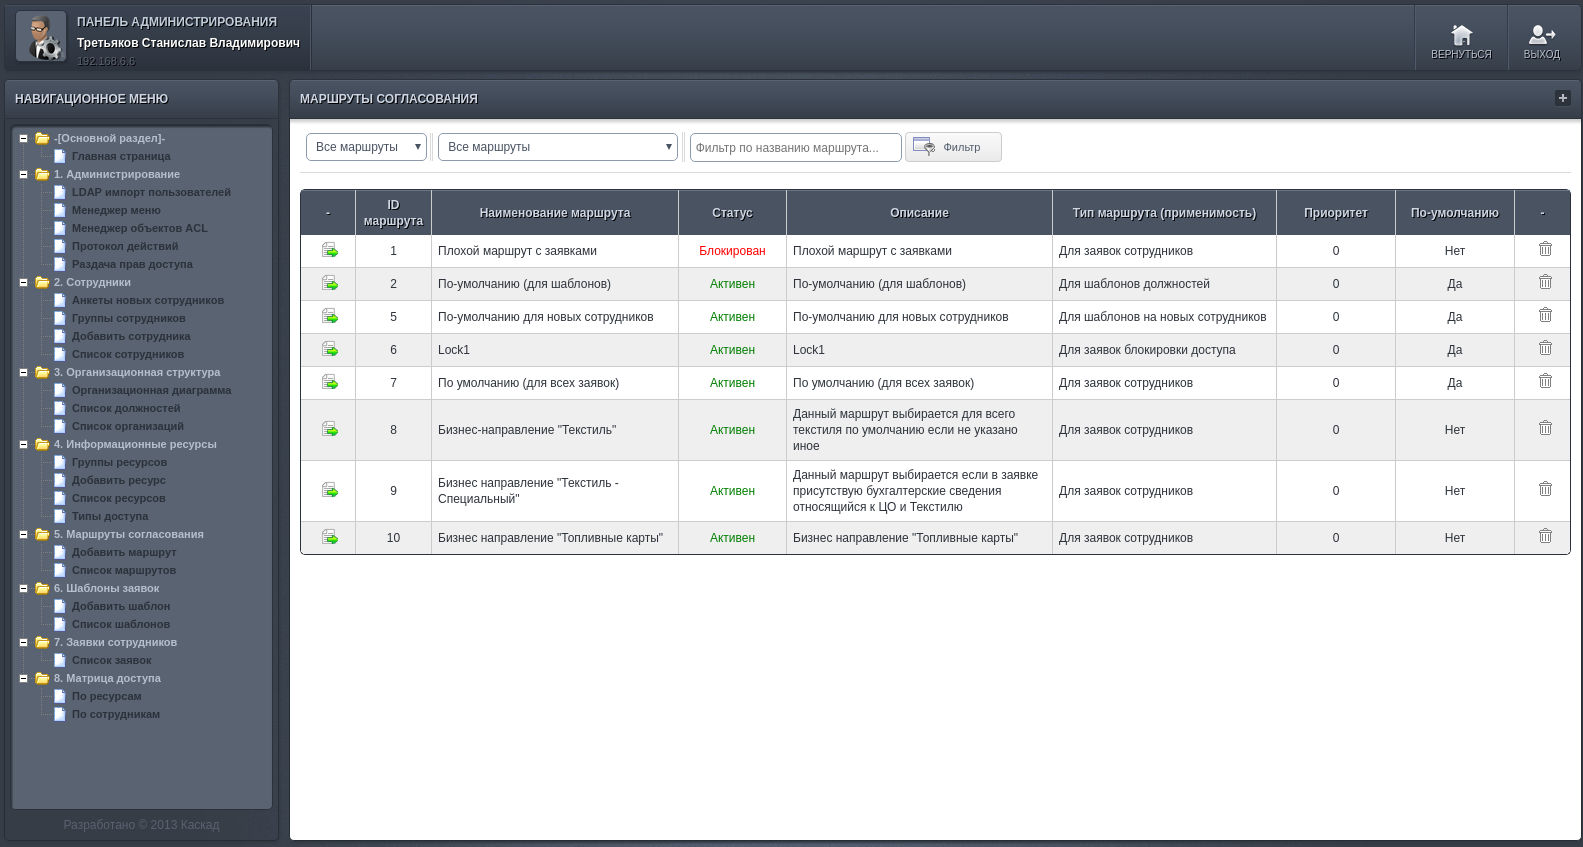 ПАНЕЛЬ АДМИНИСТРИРОВАНИЯ
Третьяков Станислав Владимирович
192.168.6.6
ВЕРНУТЬСЯ
ВЫХОД
НАВИГАЦИОННОЕ МЕНЮ
-[Основной раздел]-
Главная страница
1. Администрирование
LDAP импорт пользователей
Менеджер меню
Менеджер объектов ACL
Протокол действий
Раздача прав доступа
2. Сотрудники
Анкеты новых сотрудников
Группы сотрудников
Добавить сотрудника
Список сотрудников
3. Организационная структура
Организационная диаграмма
Список должностей
Список организаций
4. Информационные ресурсы
Группы ресурсов
Добавить ресурс
Список ресурсов
Типы доступа
5. Маршруты согласования
Добавить маршрут
Список маршрутов
6. Шаблоны заявок
Добавить шаблон
Список шаблонов
7. Заявки сотрудников
Список заявок
8. Матрица доступа
По ресурсам
По сотрудникам
Разработано © 2013 Каскад
МАРШРУТЫ СОГЛАСОВАНИЯ
Все маршруты
Все маршруты
Фильтр по названию маршрута...
Фильтр
- ID маршрута Наименование маршрута Статус Описание Тип маршрута (применимость) Приоритет По-умолчанию -
1 Плохой маршрут с заявками Блокирован Плохой маршрут с заявками Для заявок сотрудников 0 Нет
2 По-умолчанию (для шаблонов) Активен По-умолчанию (для шаблонов) Для шаблонов должностей 0 Да
5 По-умолчанию для новых сотрудников Активен По-умолчанию для новых сотрудников Для шаблонов на новых сотрудников 0 Да
6 Lock1 Активен Lock1 Для заявок блокировки доступа 0 Да
7 По умолчанию (для всех заявок) Активен По умолчанию (для всех заявок) Для заявок сотрудников 0 Да
8 Бизнес-направление "Текстиль" Активен Данный маршрут выбирается для всего текстиля по умолчанию если не указано иное Для заявок сотрудников 0 Нет
9 Бизнес направление "Текстиль - Специальный" Активен Данный маршрут выбирается если в заявке присутствую бухгалтерские сведения относящийся к ЦО и Текстилю Для заявок сотрудников 0 Нет
10 Бизнес направление "Топливные карты" Активен Бизнес направление "Топливные карты" Для заявок сотрудников 0 Нет